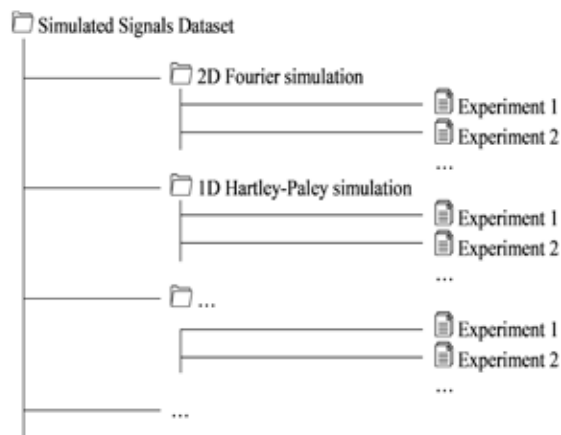 Simulated Signals Dataset
2D Fourier simulation
Experiment 1
Experiment 2
...
1D Hartley-Paley simulation
Experiment 1
Experiment 2
...
...
Experiment 1
Experiment 2
...
...